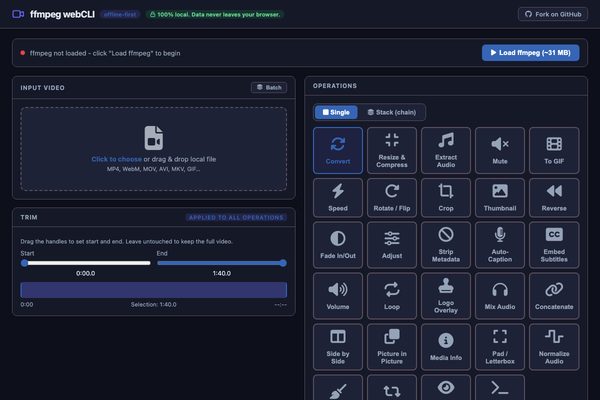 ffmpeg webCLI
offline-first
100% local. Data never leaves your browser.
Fork on GitHub
ffmpeg not loaded - click "Load ffmpeg" to begin
Load ffmpeg (~31 MB)
INPUT VIDEO
Batch
Click to choose or drag & drop local file
MP4, WebM, MOV, AVI, MKV, GIF...
TRIM
APPLIED TO ALL OPERATIONS
Drag the handles to set start and end. Leave untouched to keep the full video.
Start
End
0:00.0
1:40.0
0:00
Selection: 1:40.0
--:--
OPERATIONS
Single
Stack (chain)
Convert
Resize &
Compress
Extract
Audio
Mute
To GIF
Speed
Rotate / Flip
Crop
Thumbnail
Reverse
Fade In/Out
Adjust
Strip
Metadata
Auto-
Caption
CC
Embed
Subtitles
Volume
Loop
Logo
Overlay
Mix Audio
Concatenate
Side by
Side
Picture in
Picture
Media Info
Pad /
Letterbox
Normalize
Audio